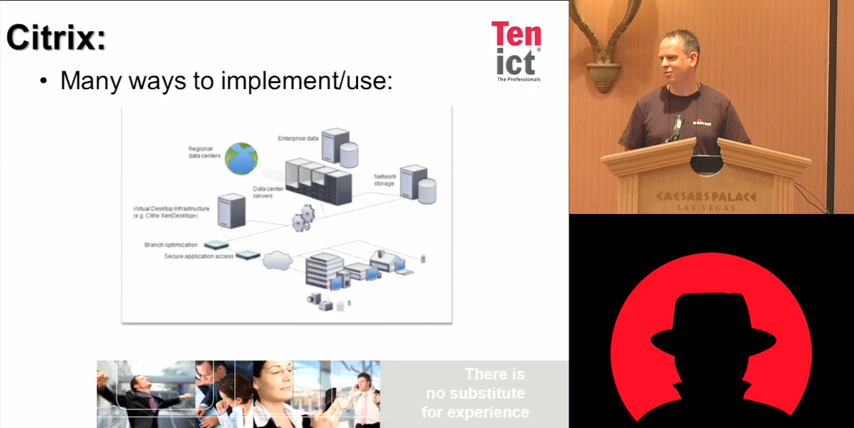 Citrix:
Ten
ict
The Professionals
• Many ways to implement/use:
Enterprise data
Regional
data centers
Network
storage
Data center
servers
Virtual Desktop Infrastructure
(e.g. Citrix XenDesktop)
Branch optimization
Secure application access
There is
no substitute
for experience
CAESARS PALACE
LAS VEGAS